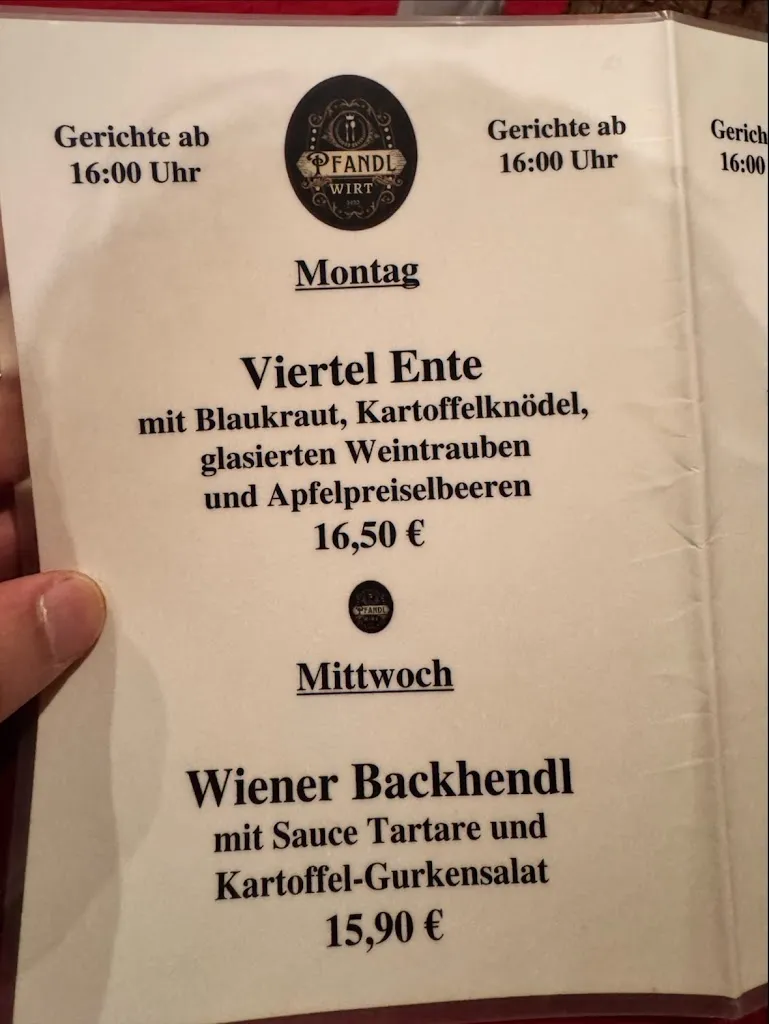 Gerichte ab
16:00 Uhr
PFANDL
WIRT
Gerichte ab
16:00 Uhr
Gerich
16:00
Montag
Viertel Ente
mit Blaukraut, Kartoffelknödel,
glasierten Weintrauben
und Apfelpreiselbeeren
16,50 €
PFANDL
WIRT
Mittwoch
Wiener Backhendl
mit Sauce Tartare und
Kartoffel-Gurkensalat
15,90 €